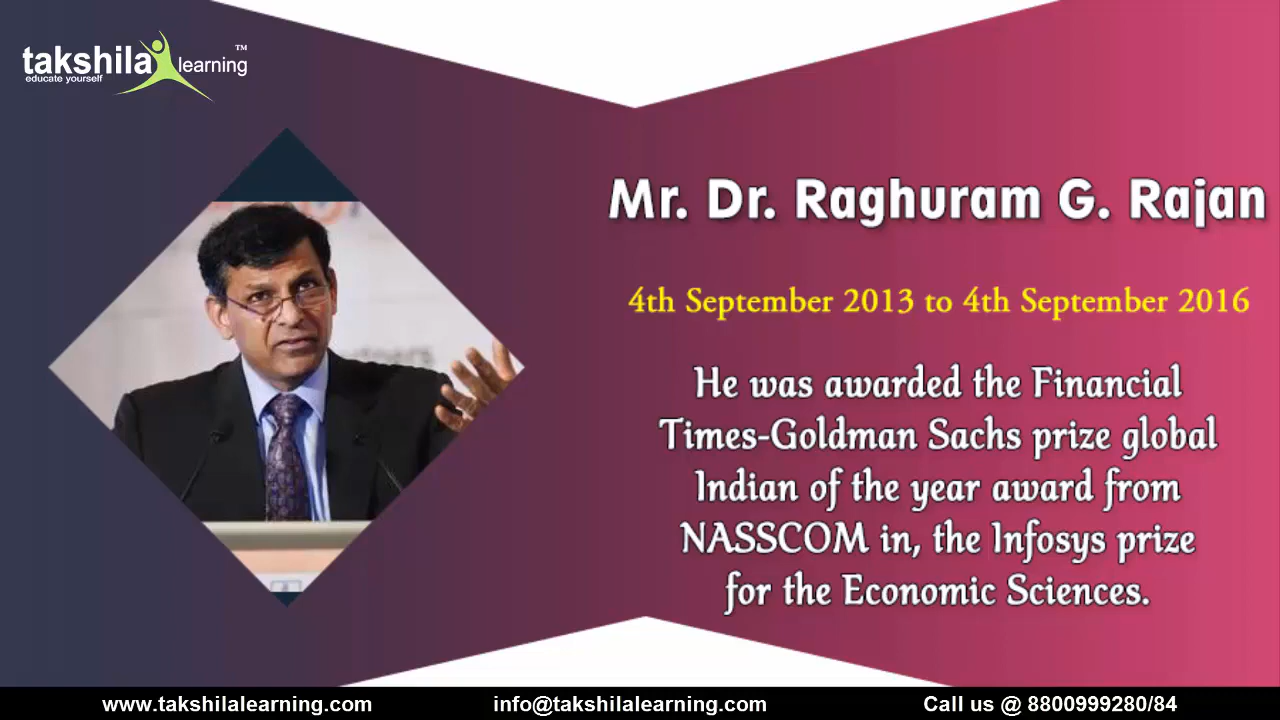 takshila learning™
educate yourself
Mr. Dr. Raghuram G. Rajan
4th September 2013 to 4th September 2016
He was awarded the Financial
Times-Goldman Sachs prize global
Indian of the year award from
NASSCOM in, the Infosys prize
for the Economic Sciences.
www.takshilalearning.com info@takshilalearning.com Call us @ 8800999280/84